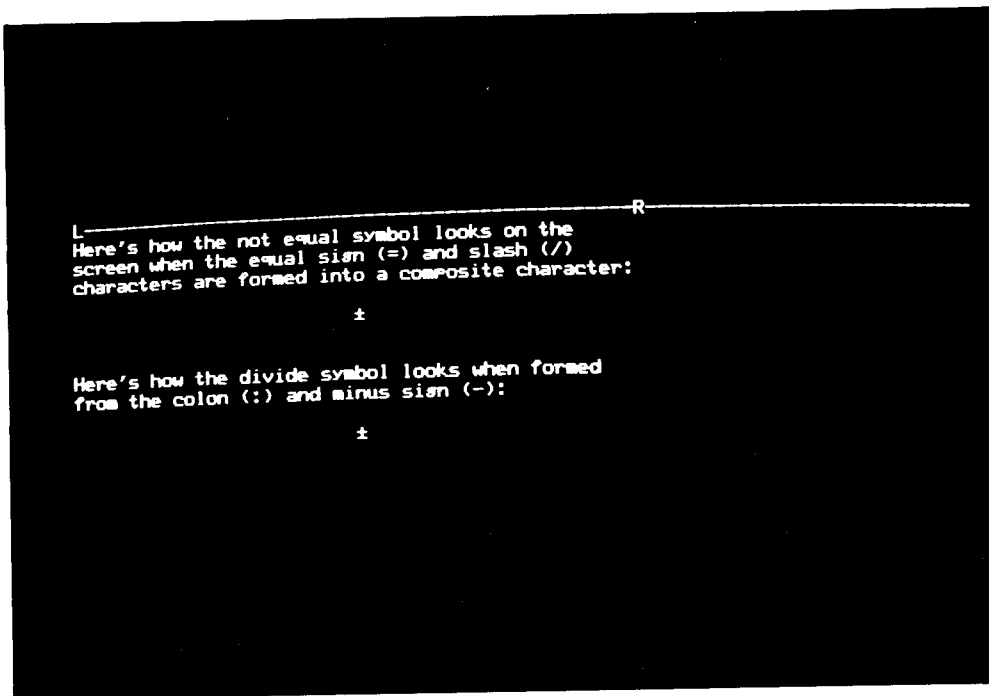 L-----------------------------------------------R-----------------------------
Here's how the not equal symbol looks on the
screen when the equal sign (=) and slash (/)
characters are formed into a composite character:
±
Here's how the divide symbol looks when formed
from the colon (:) and minus sign (-):
±